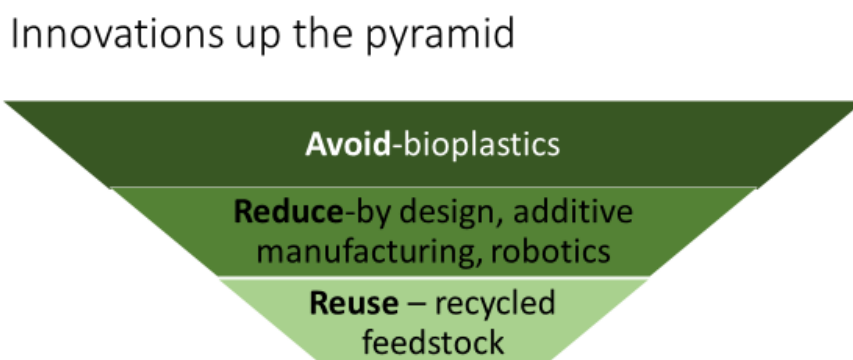 Innovations up the pyramid
Avoid-bioplastics
Reduce-by design, additive
manufacturing, robotics
Reuse – recycled
feedstock